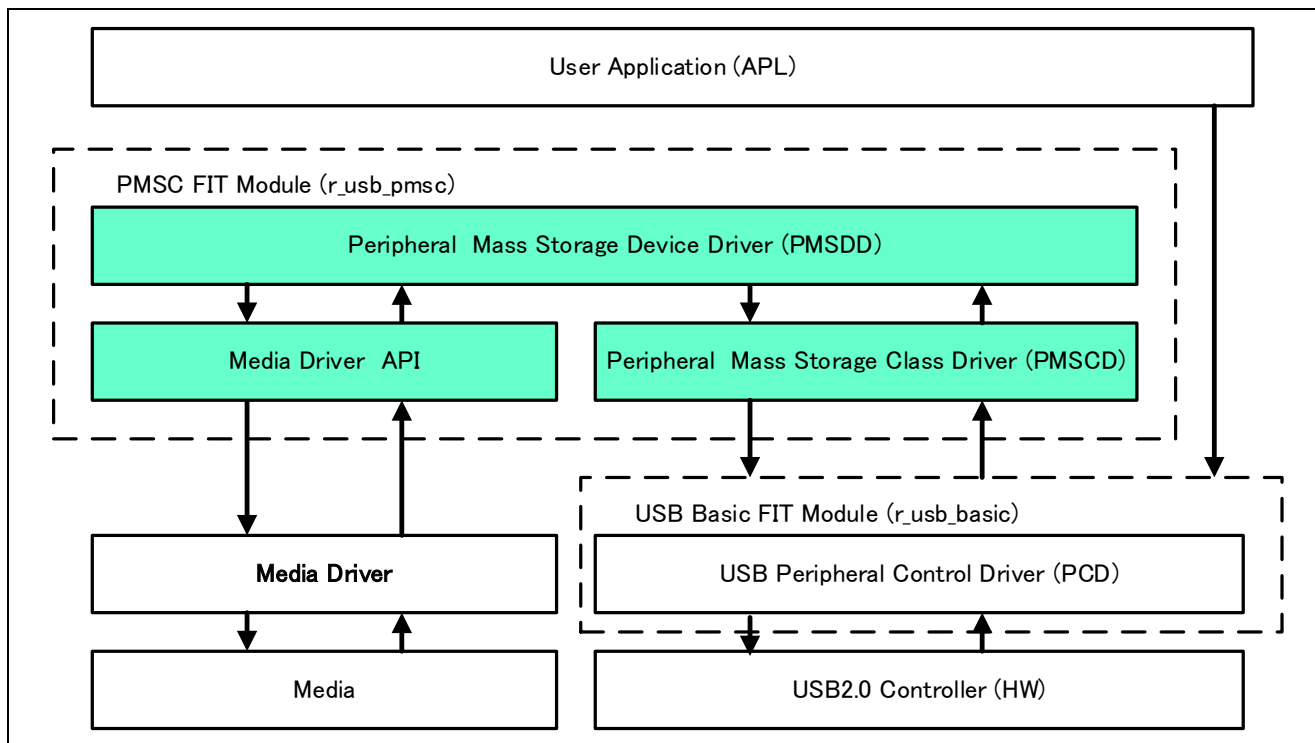 User Application (APL)
PMSC FIT Module (r_usb_pmsc)
Peripheral Mass Storage Device Driver (PMSDD)
Media Driver API
Peripheral Mass Storage Class Driver (PMSCD)
USB Basic FIT Module (r_usb_basic)
Media Driver
USB Peripheral Control Driver (PCD)
Media
USB2.0 Controller (HW)